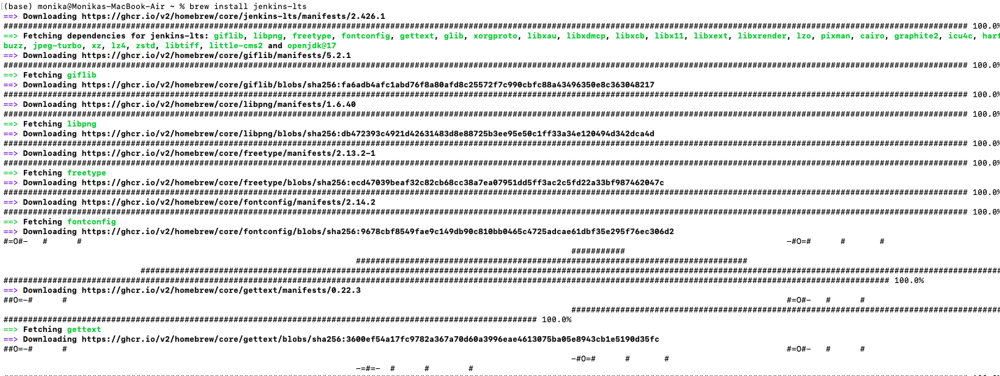 (base) monika@Monikas-MacBook-Air ~ % brew install jenkins-lts
==> Downloading https://ghcr.io/v2/homebrew/core/jenkins-lts/manifests/2.426.1
######################################################################## 100.0%
==> Fetching dependencies for jenkins-lts: giflib, libpng, freetype, fontconfig, gettext, glib, xorgproto, libxau, libxdmcp, libxcb, libx11, libxext, libxrender, lzo, pixman, cairo, graphite2, icu4c, harf
buzz, jpeg-turbo, xz, lz4, zstd, libtiff, little-cms2 and openjdk@17
==> Downloading https://ghcr.io/v2/homebrew/core/giflib/manifests/5.2.1
######################################################################## 100.0%
==> Fetching giflib
==> Downloading https://ghcr.io/v2/homebrew/core/giflib/blobs/sha256:fa6adb4afc1abd76f8a80afd8c25572f7c990cbfc88a43496350e8c363048217
######################################################################## 100.0%
==> Downloading https://ghcr.io/v2/homebrew/core/libpng/manifests/1.6.40
######################################################################## 100.0%
==> Fetching libpng
==> Downloading https://ghcr.io/v2/homebrew/core/libpng/blobs/sha256:db472393c4921d42631483d8e88725b3ee95e50c1ff33a34e120494d342dca4d
######################################################################## 100.0%
==> Downloading https://ghcr.io/v2/homebrew/core/freetype/manifests/2.13.2-1
######################################################################## 100.0%
==> Fetching freetype
==> Downloading https://ghcr.io/v2/homebrew/core/freetype/blobs/sha256:ecd47039beaf32c82cb68cc38a7ea07951dd5ff3ac2c5fd22a33bf987462047c
######################################################################## 100.0%
==> Downloading https://ghcr.io/v2/homebrew/core/fontconfig/manifests/2.14.2
######################################################################## 100.0%
==> Fetching fontconfig
==> Downloading https://ghcr.io/v2/homebrew/core/fontconfig/blobs/sha256:9678cbf8549fae9c149db90c810bb0465c4725adcae61dbf35e295f76ec306d2
#=O#- # # -#O=# # #
###########
################################################################################
########################################################################
######################################################################## 100.0%
==> Downloading https://ghcr.io/v2/homebrew/core/gettext/manifests/0.22.3
##O=-# # #=O#- # #
########################################################################
######################################################################## 100.0%
==> Fetching gettext
==> Downloading https://ghcr.io/v2/homebrew/core/gettext/blobs/sha256:3600ef54a17fc9782a367a70d60a3996eae4613075ba05e8943cb1e5190d35fc
##O=-# # #=O#- # #
-#O=# # #
-=#=- # # #